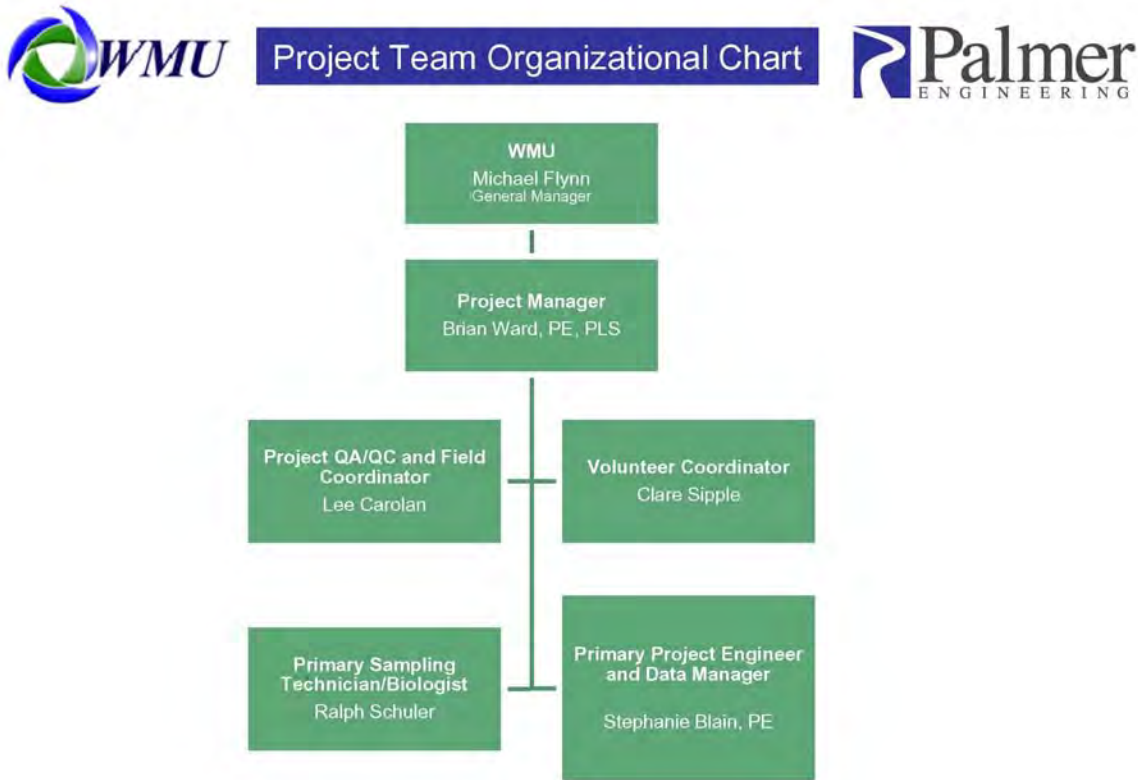 WMU
Project Team Organizational Chart
Palmer
ENGINEERING
WMU
Michael Flynn
General Manager
Project Manager
Brian Ward, PE, PLS
Project QA/QC and Field
Coordinator
Lee Carolan
Volunteer Coordinator
Clare Sipple
Primary Sampling
Technician/Biologist
Ralph Schuler
Primary Project Engineer
and Data Manager
Stephanie Blain, PE